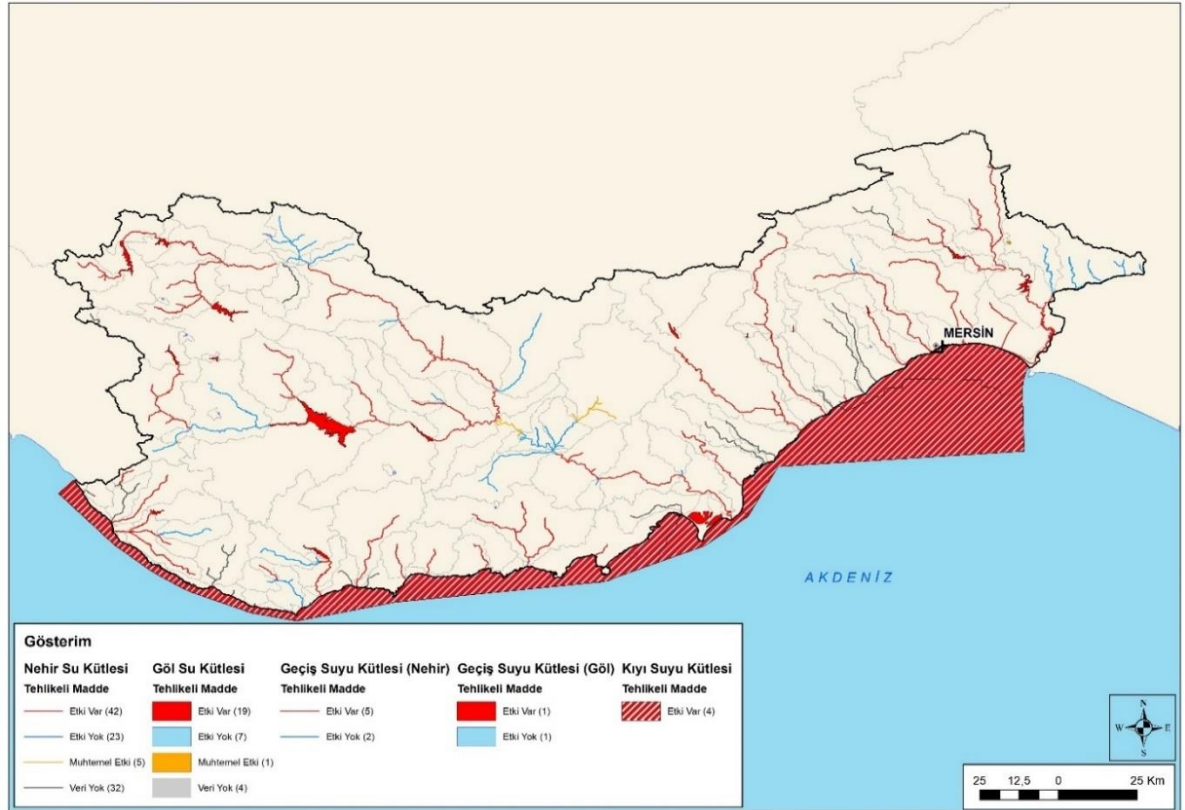 MERSİN
AKDENİZ
Gösterim
Nehir Su Kütlesi
Tehlikeli Madde
Etki Var (42)
Etki Yok (23)
Muhtemel Etki (5)
Veri Yok (32)
Göl Su Kütlesi
Tehlikeli Madde
Etki Var (19)
Etki Yok (7)
Muhtemel Etki (1)
Veri Yok (4)
Geçiş Suyu Kütlesi (Nehir)
Tehlikeli Madde
Etki Var (5)
Etki Yok (2)
Geçiş Suyu Kütlesi (Göl)
Tehlikeli Madde
Etki Var (1)
Etki Yok (1)
Kıyı Suyu Kütlesi
Tehlikeli Madde
Etki Var (4)
N
W E
S
25 12,5 0 25 Km